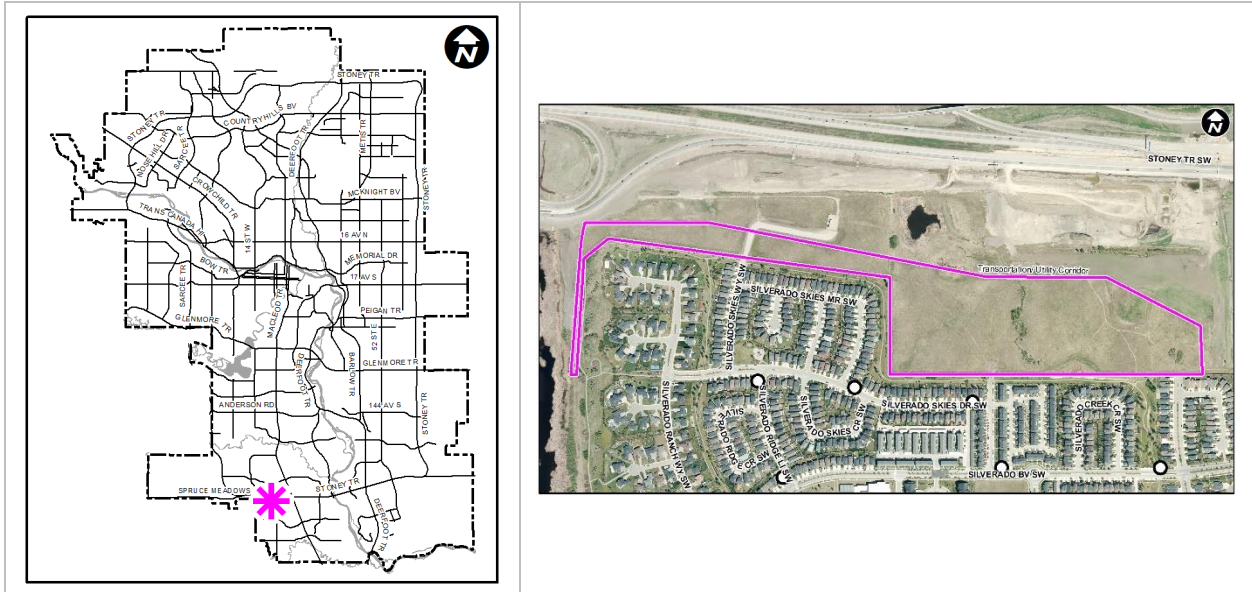 N
STONEY TR
COUNTRY HILLS BV
STONEY TR
NOSE HILL DR
SARCEE TR
DEERFOOT TR
METIS TR
CROWCHILD TR
MCKNIGHT BV
STONEY TR
TRANS CANADA HI
14 ST W
16 AV N
BOW TR
MEMORIAL DR
17 AV S
SARCEE TR
MACLEOD TR
PEIGAN TR
GLENMORE TR
52 ST E
DEERFOOT TR
BARLOW TR
GLENMORE TR
ANDERSON RD
144 AV S
STONEY TR
SPRUCE MEADOWS
STONEY TR
DEERFOOT TR
N
STONEY TR SW
Transportation/Utility Corridor
SILVERADO SKIES WY SW
SILVERADO SKIES MR SW
SILVERADO RANCH WY SW
SILVERADO RIDGE LI SW
SILVERADO SKIES CR SW
SILVERADO SKIES DR SW
SILVERADO CREEK CR SW
SILVERADO BV SW